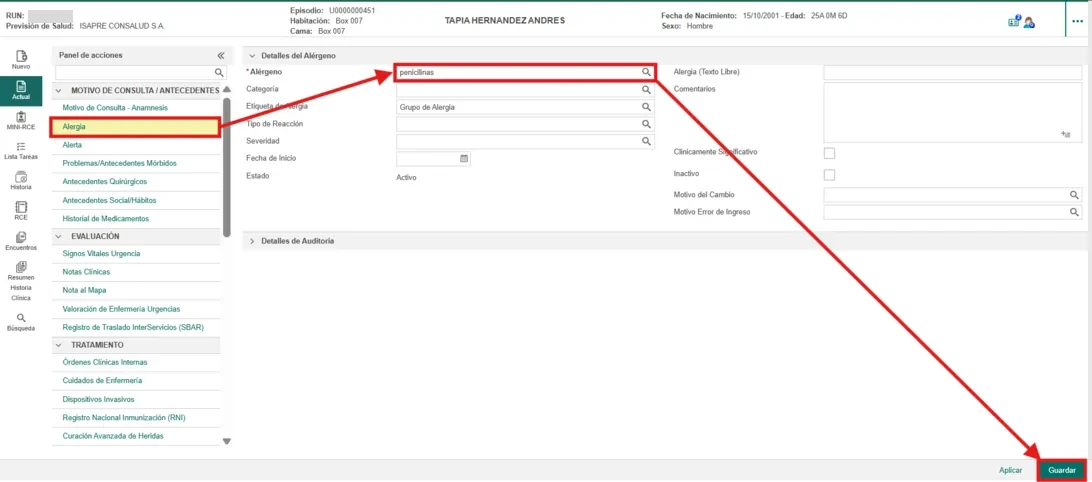 RUN:
Previsión de Salud: ISAPRE CONSALUD S.A.
Episodio: U0000000451
Habitación: Box 007
Cama: Box 007
TAPIA HERNANDEZ ANDRES
Fecha de Nacimiento: 15/10/2001 - Edad: 25A 0M 6D
Sexo: Hombre
Nuevo
Actual
MINI-RCE
Lista Tareas
Historia
RCE
Encuentros
Resumen
Historia
Clínica
Búsqueda
Panel de acciones
MOTIVO DE CONSULTA / ANTECEDENTES
Motivo de Consulta - Anamnesis
Alergia
Alerta
Problemas/Antecedentes Mórbidos
Antecedentes Quirúrgicos
Antecedentes Social/Hábitos
Historial de Medicamentos
EVALUACIÓN
Signos Vitales Urgencia
Notas Clínicas
Nota al Mapa
Valoración de Enfermería Urgencias
Registro de Traslado InterServicios (SBAR)
TRATAMIENTO
Órdenes Clínicas Internas
Cuidados de Enfermería
Dispositivos Invasivos
Registro Nacional Inmunización (RNI)
Curación Avanzada de Heridas
Detalles del Alérgeno
*Alérgeno penicilinas
Categoría
Etiqueta de Alergia Grupo de Alergia
Tipo de Reacción
Severidad
Fecha de Inicio
Estado Activo
Alergia (Texto Libre)
Comentarios
Clínicamente Significativo
Inactivo
Motivo del Cambio
Motivo Error de Ingreso
Detalles de Auditoría
Aplicar
Guardar